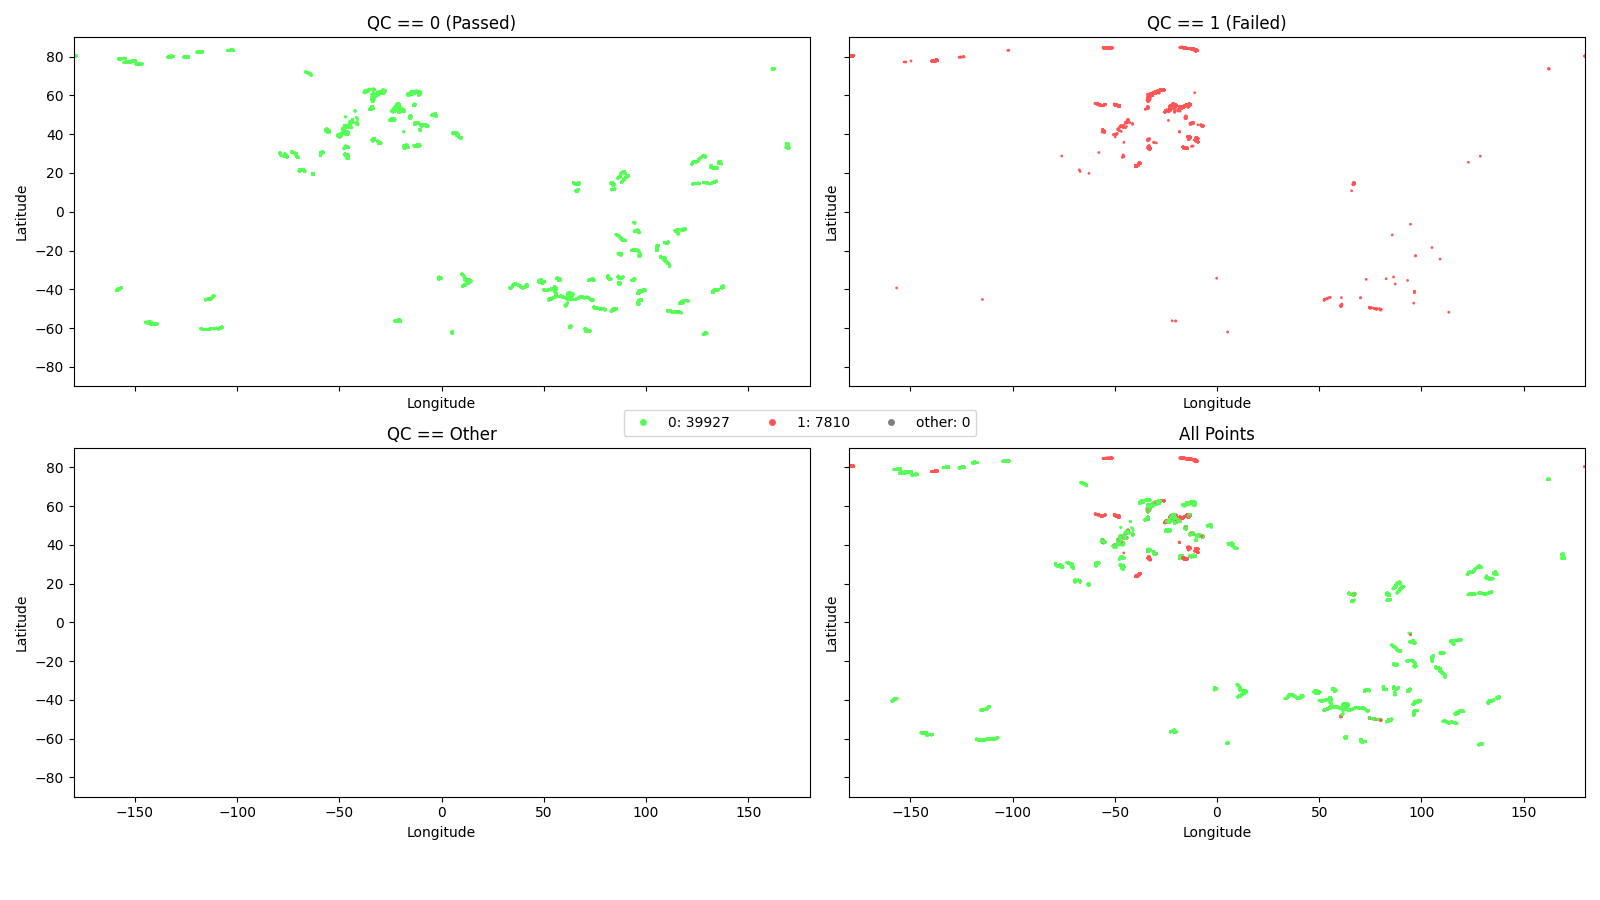 QC == 0 (Passed)
QC == 1 (Failed)
80
60
40
20
0
−20
−40
−60
−80
Latitude
Longitude
Latitude
Longitude
0: 39927
1: 7810
other: 0
QC == Other
All Points
80
60
40
20
0
−20
−40
−60
−80
Latitude
−150
−100
−50
0
50
100
150
Longitude
Latitude
−150
−100
−50
0
50
100
150
Longitude